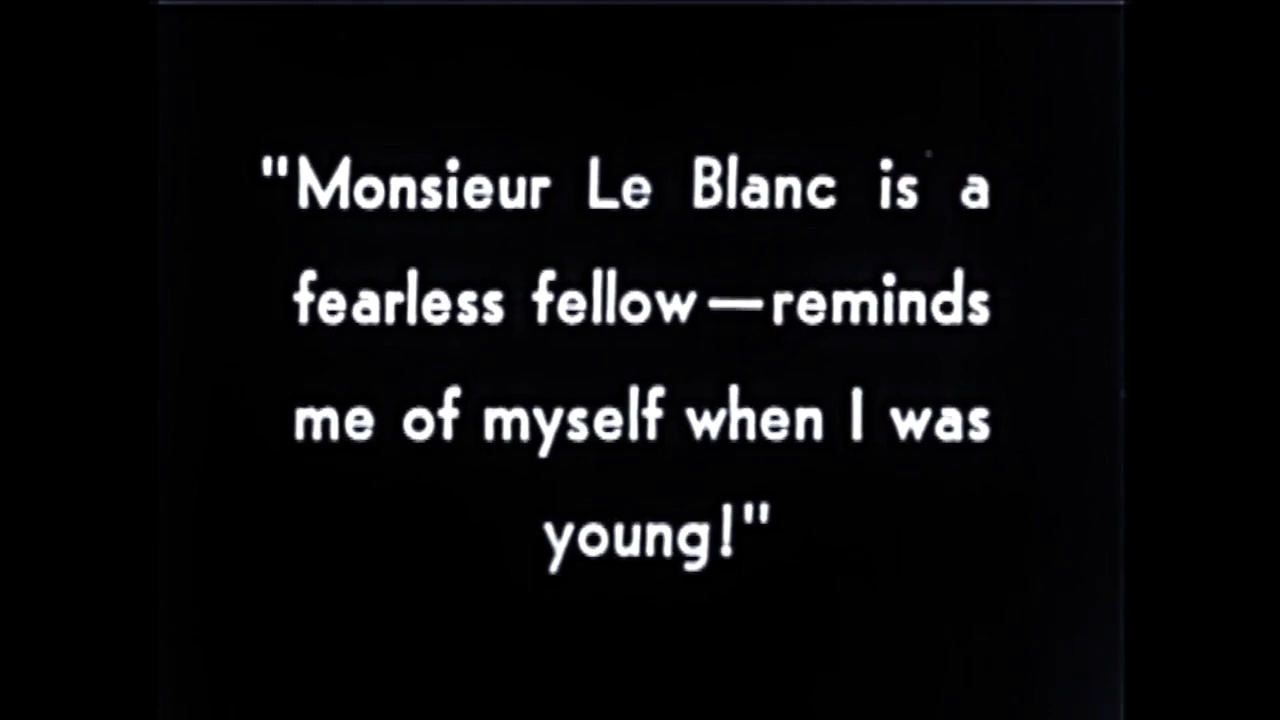 "Monsieur Le Blanc is a
fearless fellow—reminds
me of myself when I was
young!"